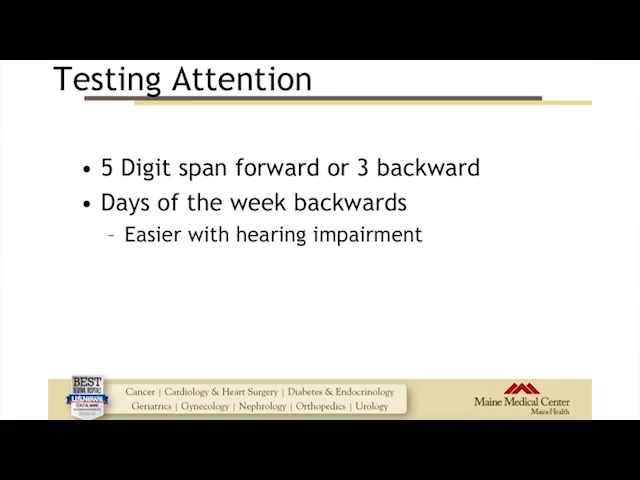 Testing Attention
• 5 Digit span forward or 3 backward
• Days of the week backwards
– Easier with hearing impairment
BEST
REGIONAL HOSPITALS
U.S.NEWS
Cancer | Cardiology & Heart Surgery | Diabetes & Endocrinology
Geriatrics | Gynecology | Nephrology | Orthopedics | Urology
Maine Medical Center
MaineHealth